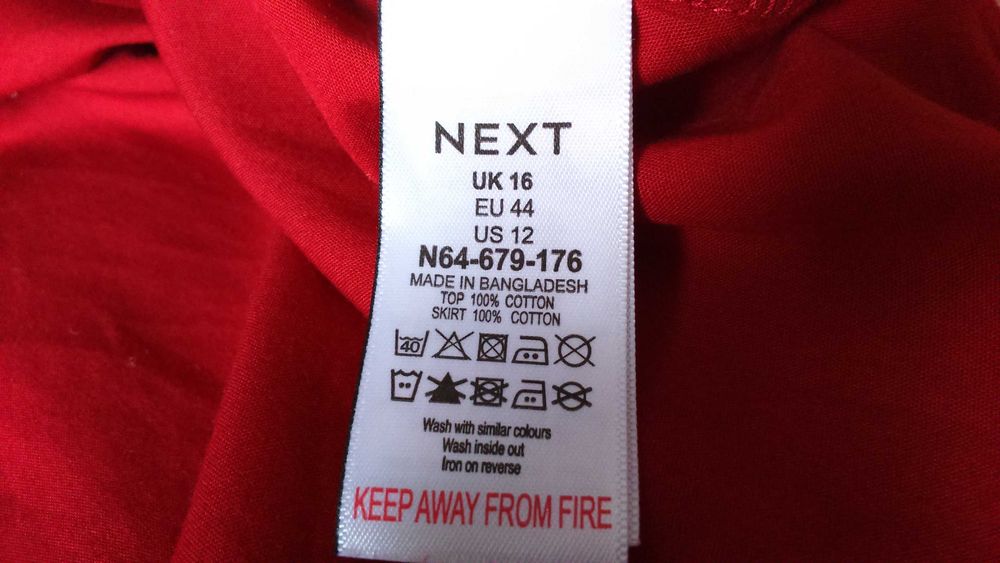 NEXT
UK 16
EU 44
US 12
N64-679-176
MADE IN BANGLADESH
TOP 100% COTTON
SKIRT 100% COTTON
40
Wash with similar colours
Wash inside out
Iron on reverse
KEEP AWAY FROM FIRE